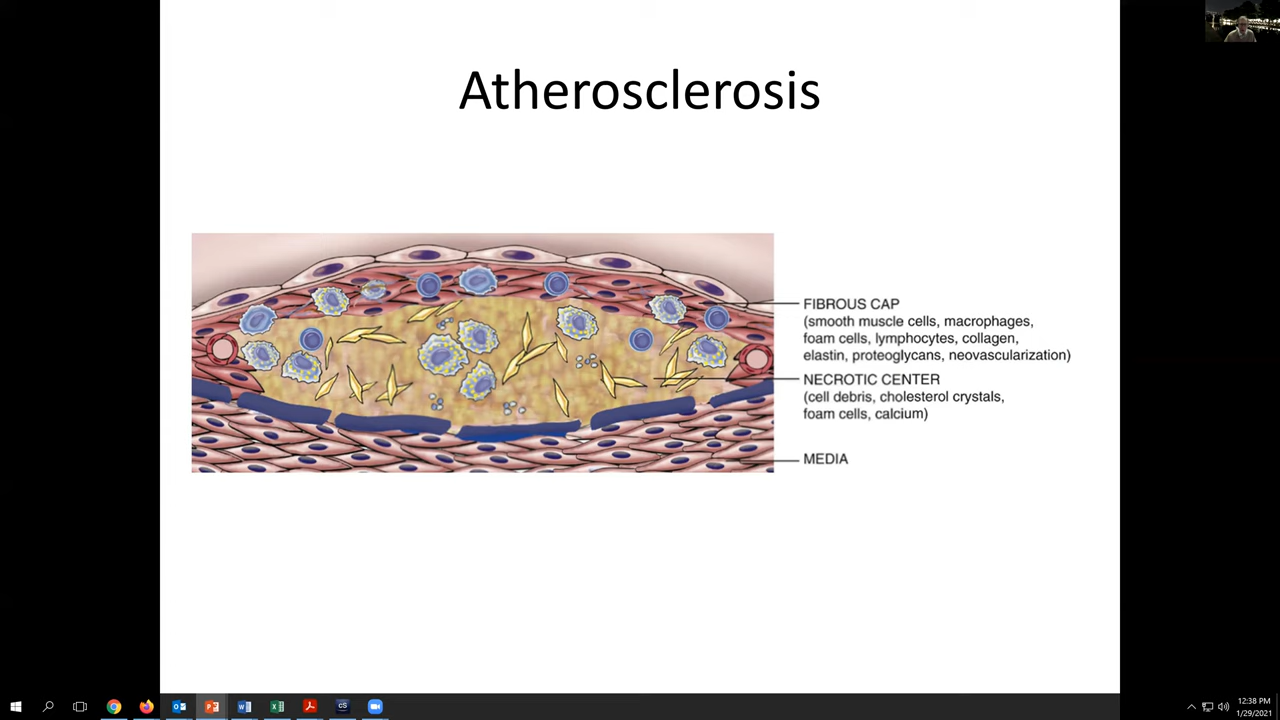 Atherosclerosis
FIBROUS CAP
(smooth muscle cells, macrophages,
foam cells, lymphocytes, collagen,
elastin, proteoglycans, neovascularization)
NECROTIC CENTER
(cell debris, cholesterol crystals,
foam cells, calcium)
MEDIA
CS
12:38 PM
1/29/2021